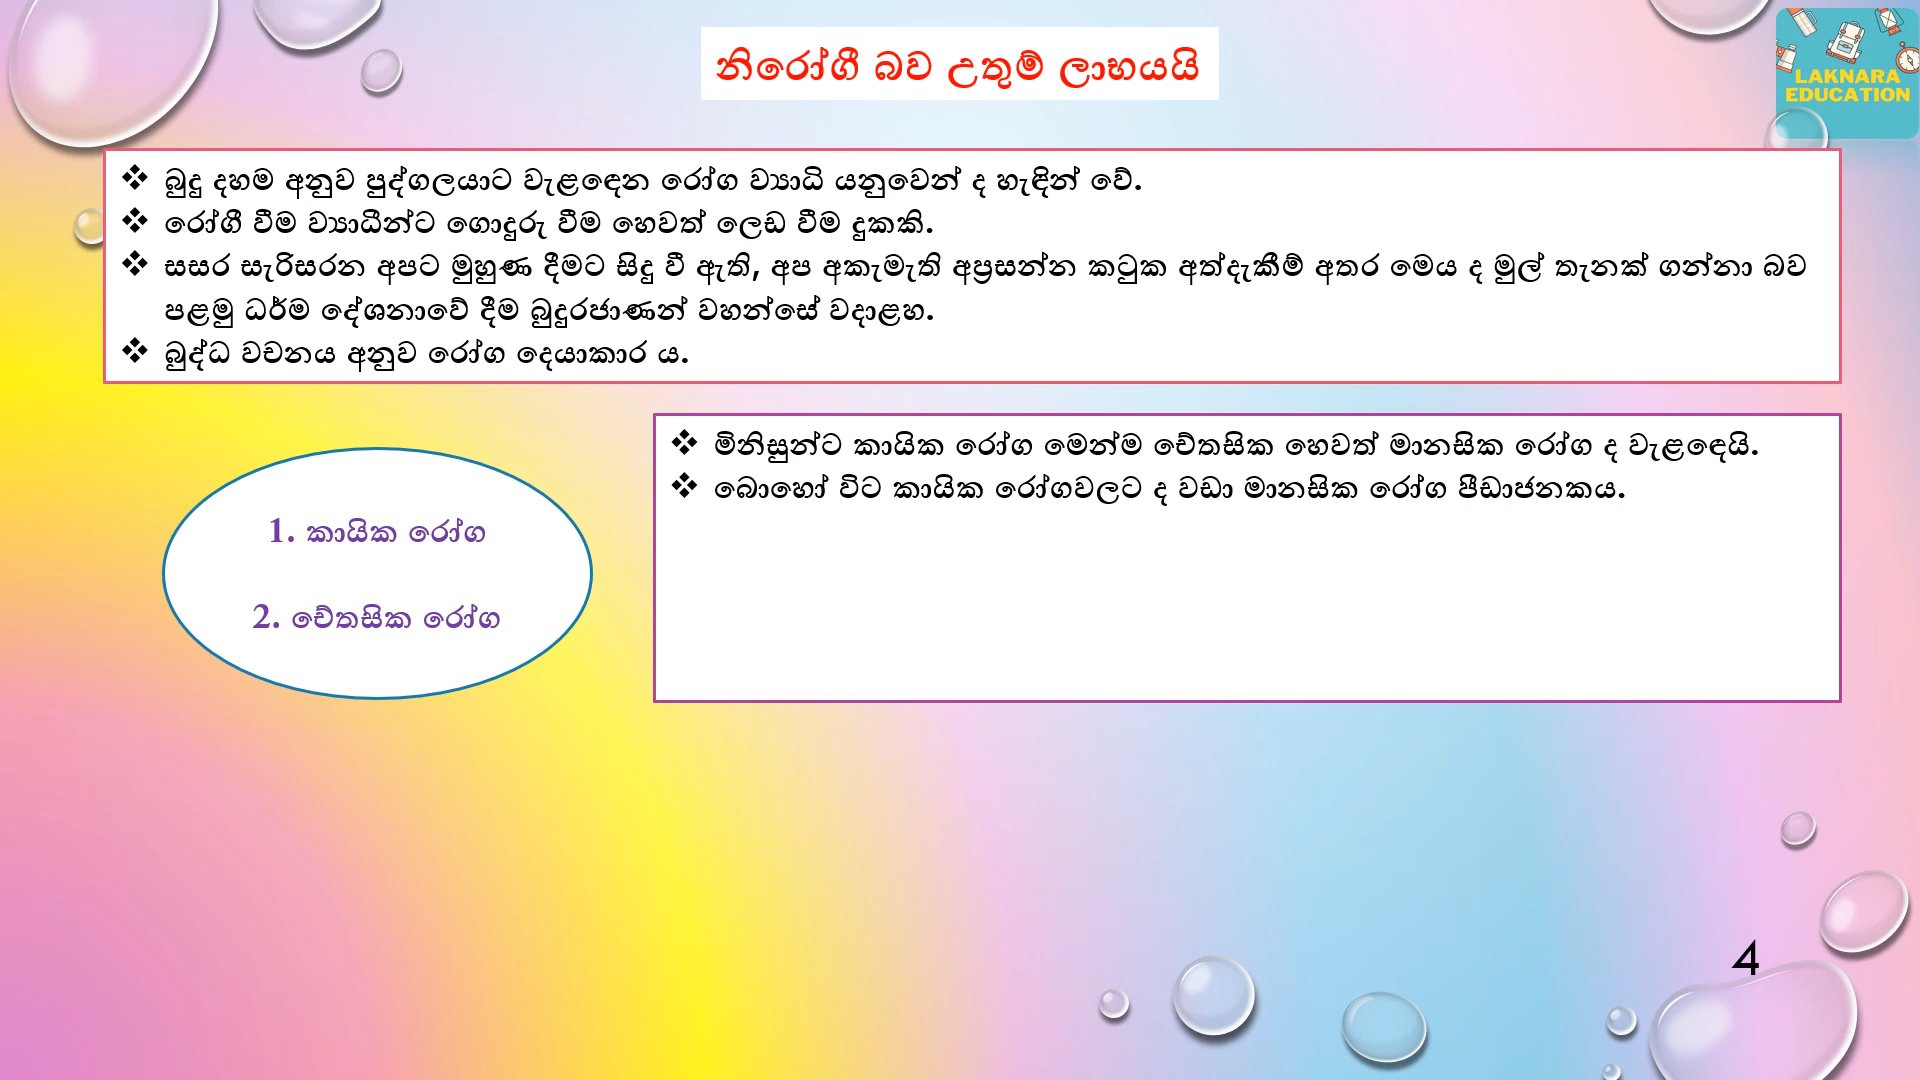 නිරෝගී බව උතුම් ලාභයයි
LAKNARA
EDUCATION
❖ බුදු දහම අනුව පුද්ගලයාට වැළඳෙන රෝග ව්‍යාධි යනුවෙන් ද හැඳින් වේ.
❖ රෝගී වීම ව්‍යාධීන්ට ගොදුරු වීම හෙවත් ලෙඩ වීම දුකකි.
❖ සසර සැරිසරන අපට මුහුණ දීමට සිදු වී ඇති, අප අකැමැති අප්‍රසන්න කටුක අත්දැකීම් අතර මෙය ද මුල් තැනක් ගන්නා බව
පළමු ධර්ම දේශනාවේ දීම බුදුරජාණන් වහන්සේ වදාළහ.
❖ බුද්ධ වචනය අනුව රෝග දෙයාකාර ය.
1. කායික රෝග
2. චේතසික රෝග
❖ මිනිසුන්ට කායික රෝග මෙන්ම චේතසික හෙවත් මානසික රෝග ද වැළඳෙයි.
❖ බොහෝ විට කායික රෝගවලට ද වඩා මානසික රෝග පීඩාජනකය.
4